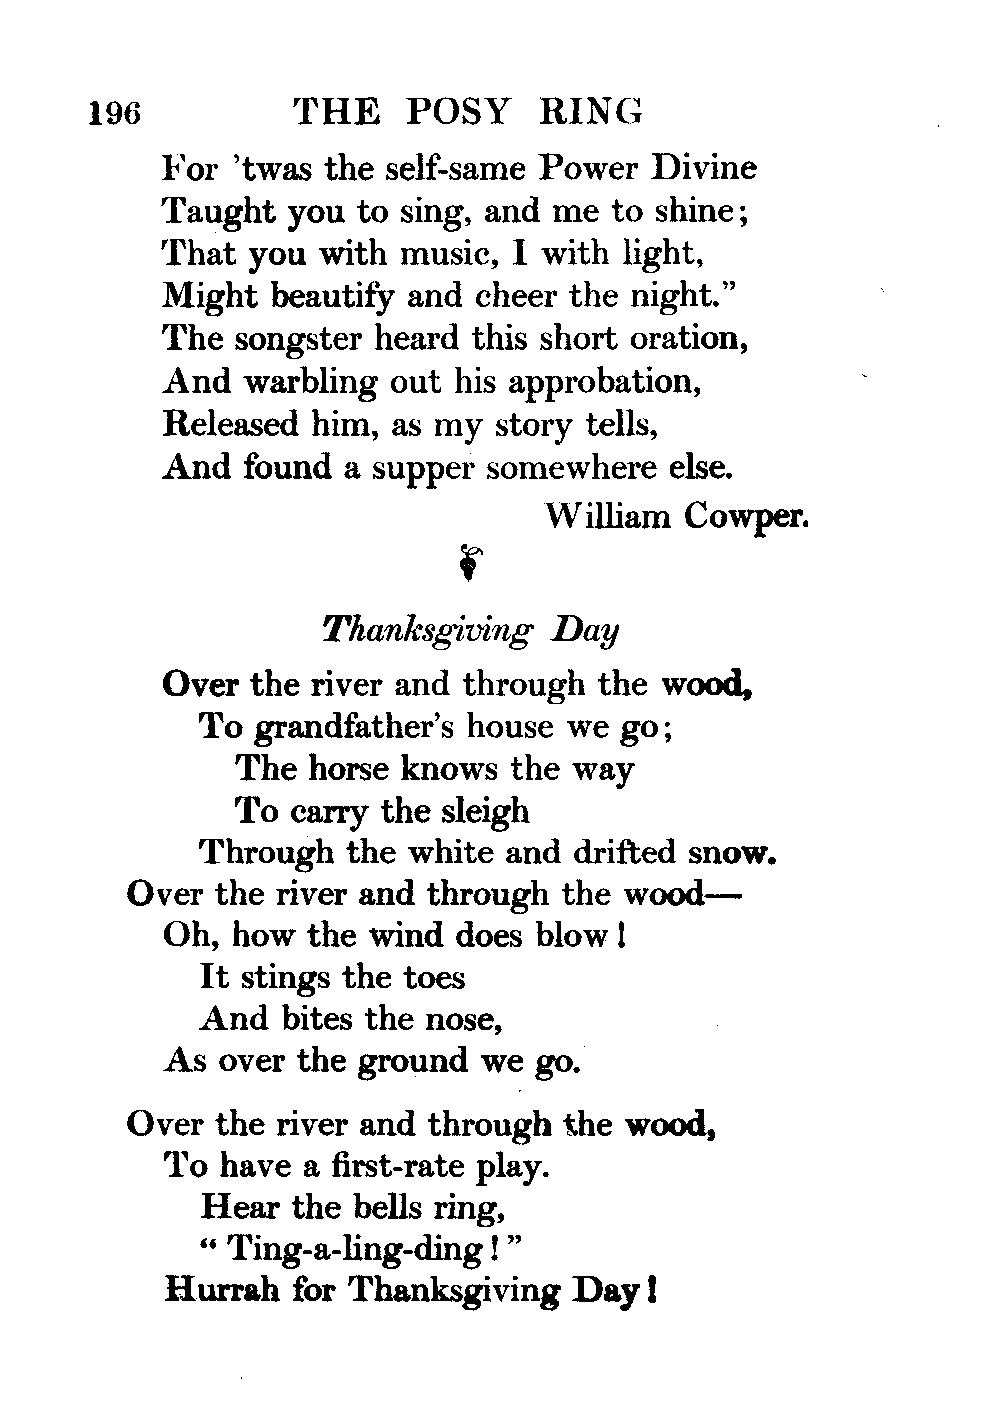 196 THE POSY RING
For 'twas the self-same Power Divine
Taught you to sing, and me to shine;
That you with music, I with light,
Might beautify and cheer the night."
The songster heard this short oration,
And warbling out his approbation,
Released him, as my story tells,
And found a supper somewhere else.
William Cowper.
Thanksgiving Day
Over the river and through the wood,
To grandfather's house we go;
The horse knows the way
To carry the sleigh
Through the white and drifted snow.
Over the river and through the wood—
Oh, how the wind does blow!
It stings the toes
And bites the nose,
As over the ground we go.
Over the river and through the wood,
To have a first-rate play.
Hear the bells ring,
" Ting-a-ling-ding! "
Hurrah for Thanksgiving Day!